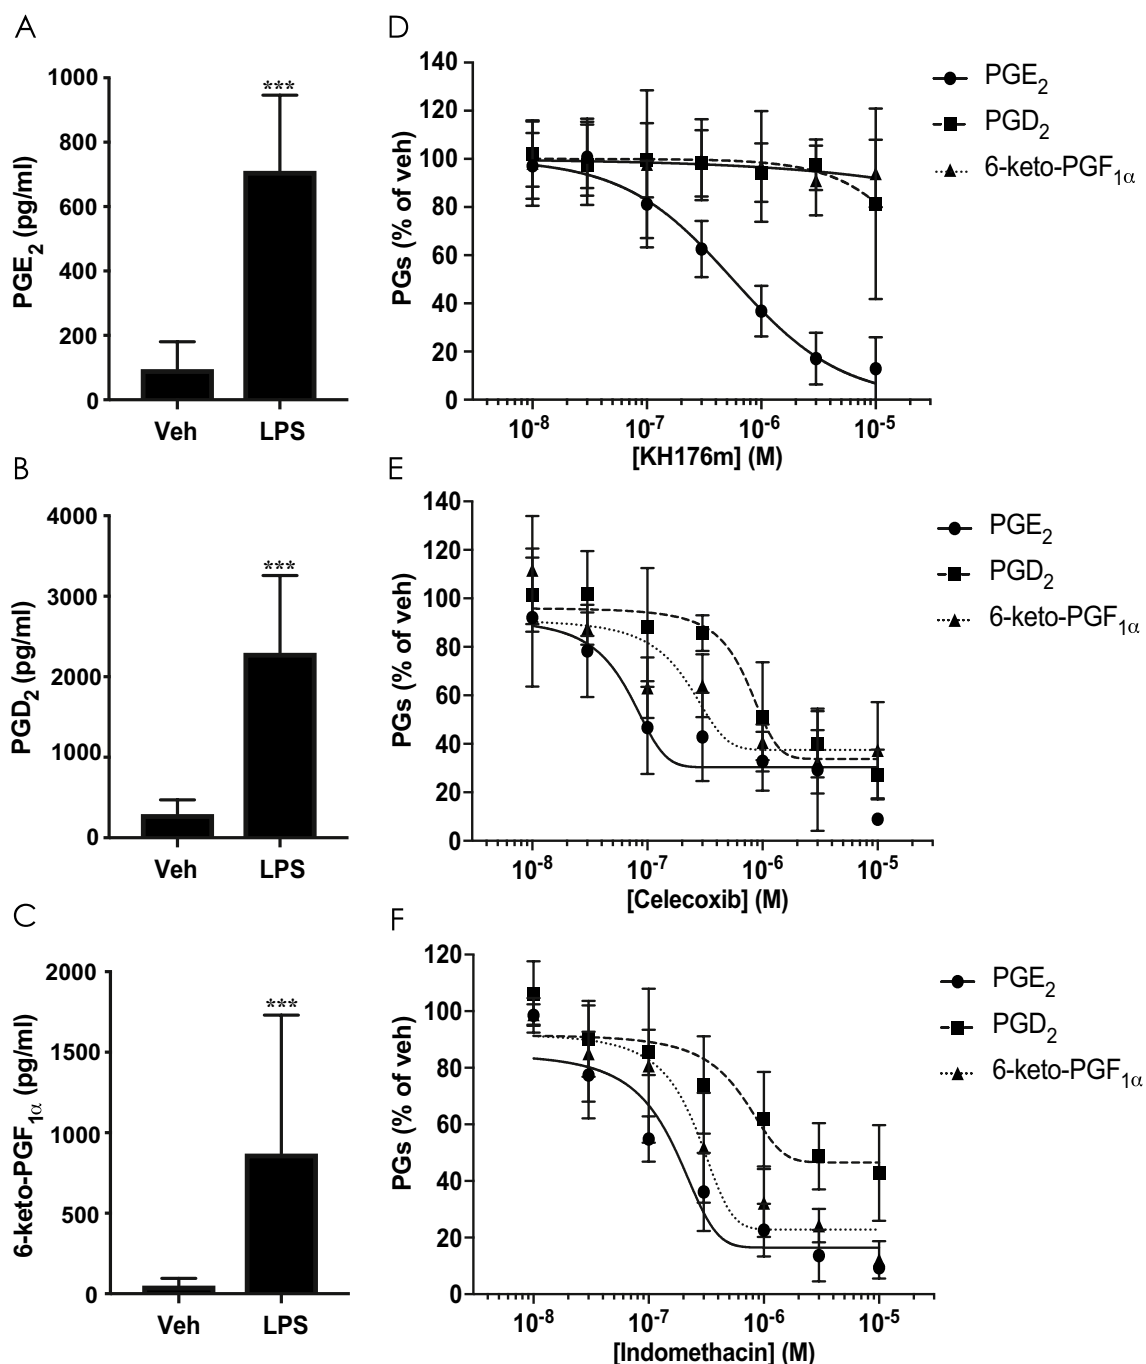 A
PGE2 (pg/ml)
1000
800
600
400
200
0
***
Veh LPS
D
PGs (% of veh)
140
120
100
80
60
40
20
0
10-8 10-7 10-6 10-5
[KH176m] (M)
PGE2
PGD2
6-keto-PGF1α
B
PGD2 (pg/ml)
4000
3000
2000
1000
0
***
Veh LPS
E
PGs (% of veh)
140
120
100
80
60
40
20
0
10-8 10-7 10-6 10-5
[Celecoxib] (M)
PGE2
PGD2
6-keto-PGF1α
C
6-keto-PGF1α (pg/ml)
2000
1500
1000
500
0
***
Veh LPS
F
PGs (% of veh)
120
100
80
60
40
20
0
10-8 10-7 10-6 10-5
[Indomethacin] (M)
PGE2
PGD2
6-keto-PGF1α